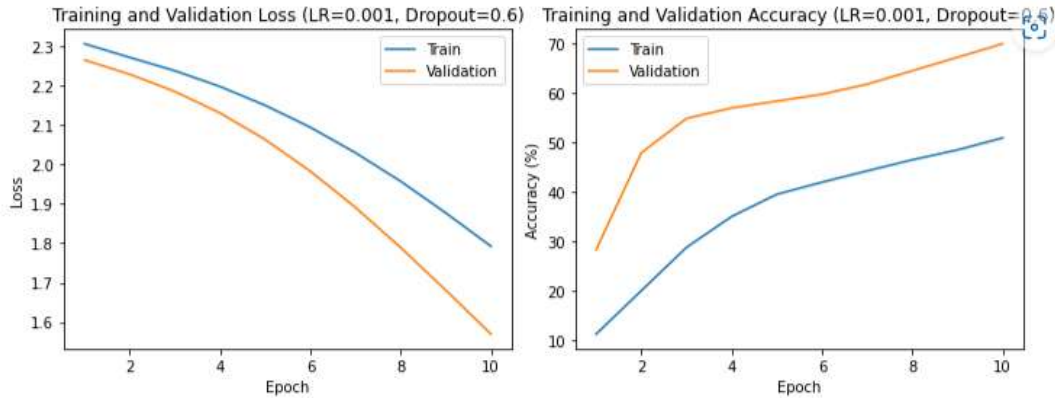 Training and Validation Loss (LR=0.001, Dropout=0.6)
2.3
2.2
2.1
2.0
1.9
1.8
1.7
1.6
Loss
Train
Validation
2
4
6
8
10
Epoch
Training and Validation Accuracy (LR=0.001, Dropout=0.6)
70
60
50
40
30
20
10
Accuracy (%)
Train
Validation
2
4
6
8
10
Epoch